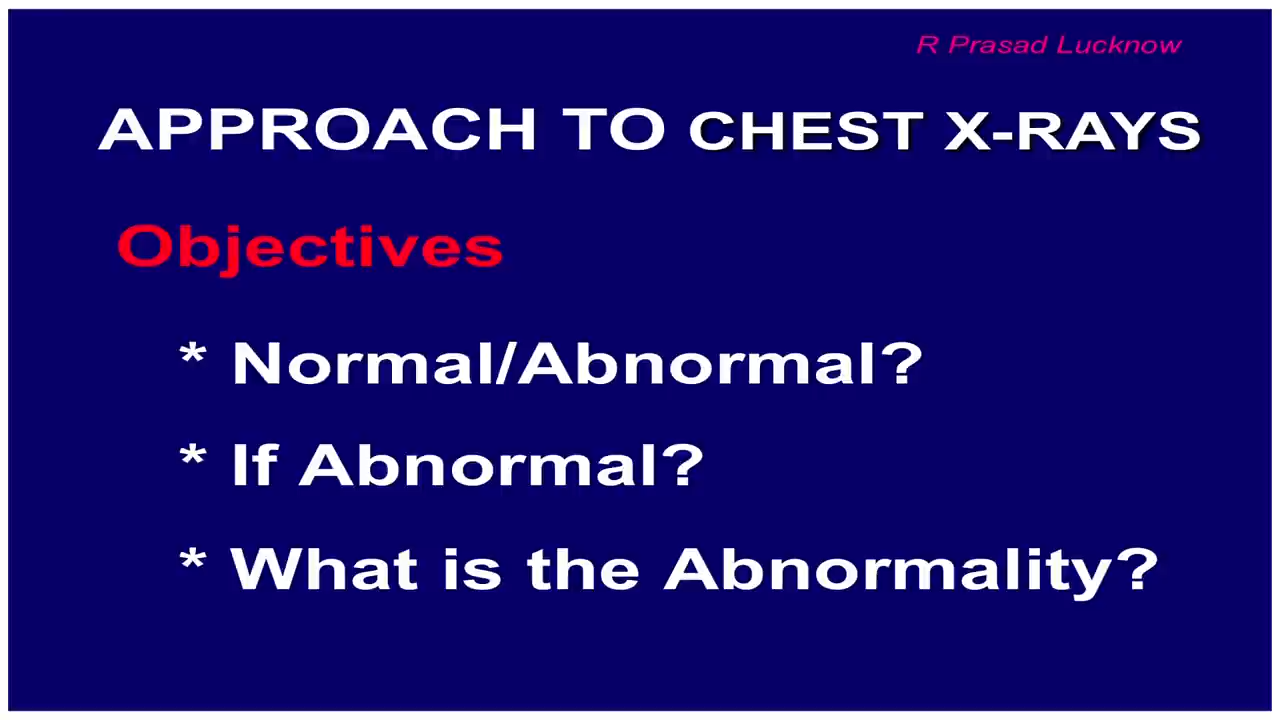 R Prasad Lucknow
APPROACH TO CHEST X-RAYS
Objectives
* Normal/Abnormal?
* If Abnormal?
* What is the Abnormality?